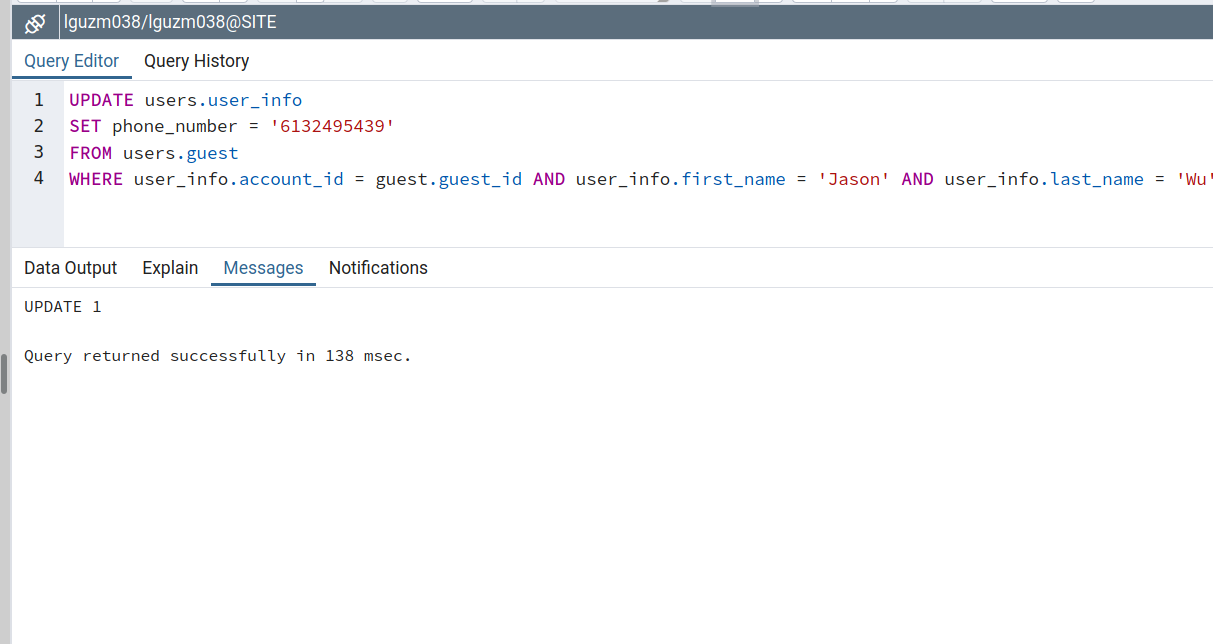 lguzm038/lguzm038@SITE
Query Editor Query History
1 UPDATE users.user_info
2 SET phone_number = '6132495439'
3 FROM users.guest
4 WHERE user_info.account_id = guest.guest_id AND user_info.first_name = 'Jason' AND user_info.last_name = 'Wu'
Data Output Explain Messages Notifications
UPDATE 1
Query returned successfully in 138 msec.